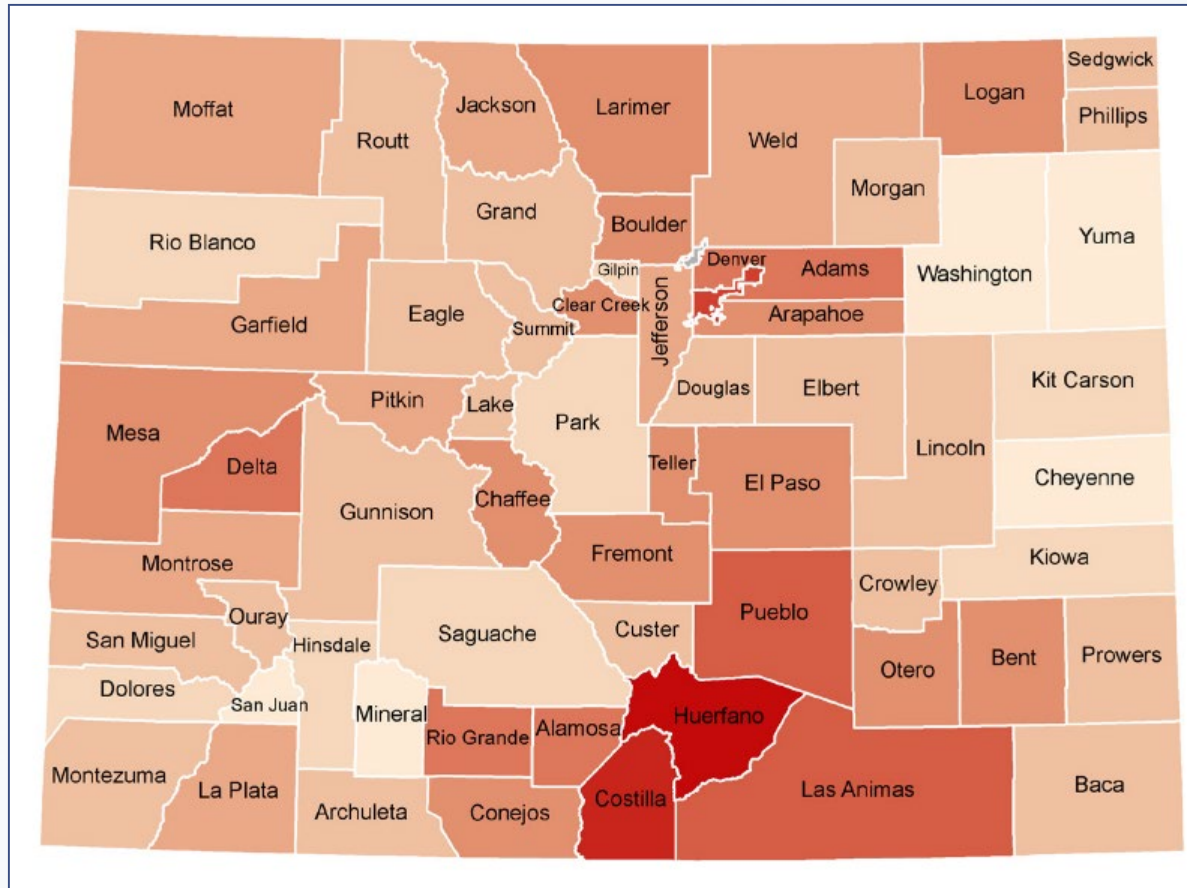 Moffat
Routt
Jackson
Larimer
Weld
Logan
Sedgwick
Phillips
Morgan
Grand
Boulder
Rio Blanco
Gilpin
Denver
Adams
Washington
Yuma
Garfield
Eagle
Summit
Clear Creek
Jefferson
Arapahoe
Mesa
Delta
Pitkin
Lake
Park
Douglas
Elbert
Lincoln
Kit Carson
Cheyenne
Gunnison
Chaffee
Teller
El Paso
Montrose
Fremont
Kiowa
Ouray
Crowley
San Miguel
Hinsdale
Saguache
Custer
Pueblo
Otero
Bent
Prowers
Dolores
San Juan
Mineral
Rio Grande
Alamosa
Huerfano
Montezuma
La Plata
Archuleta
Conejos
Costilla
Las Animas
Baca